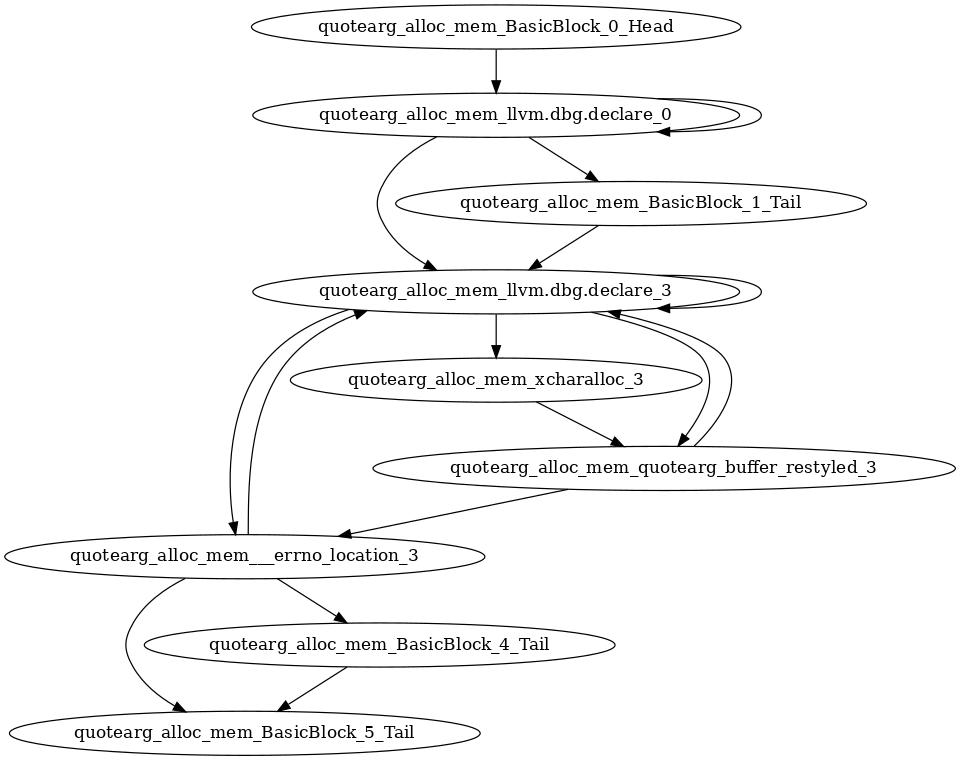 quotearg_alloc_mem_BasicBlock_0_Head
quotearg_alloc_mem_llvm.dbg.declare_0
quotearg_alloc_mem_BasicBlock_1_Tail
quotearg_alloc_mem_llvm.dbg.declare_3
quotearg_alloc_mem_xcharalloc_3
quotearg_alloc_mem_quotearg_buffer_restyled_3
quotearg_alloc_mem___errno_location_3
quotearg_alloc_mem_BasicBlock_4_Tail
quotearg_alloc_mem_BasicBlock_5_Tail